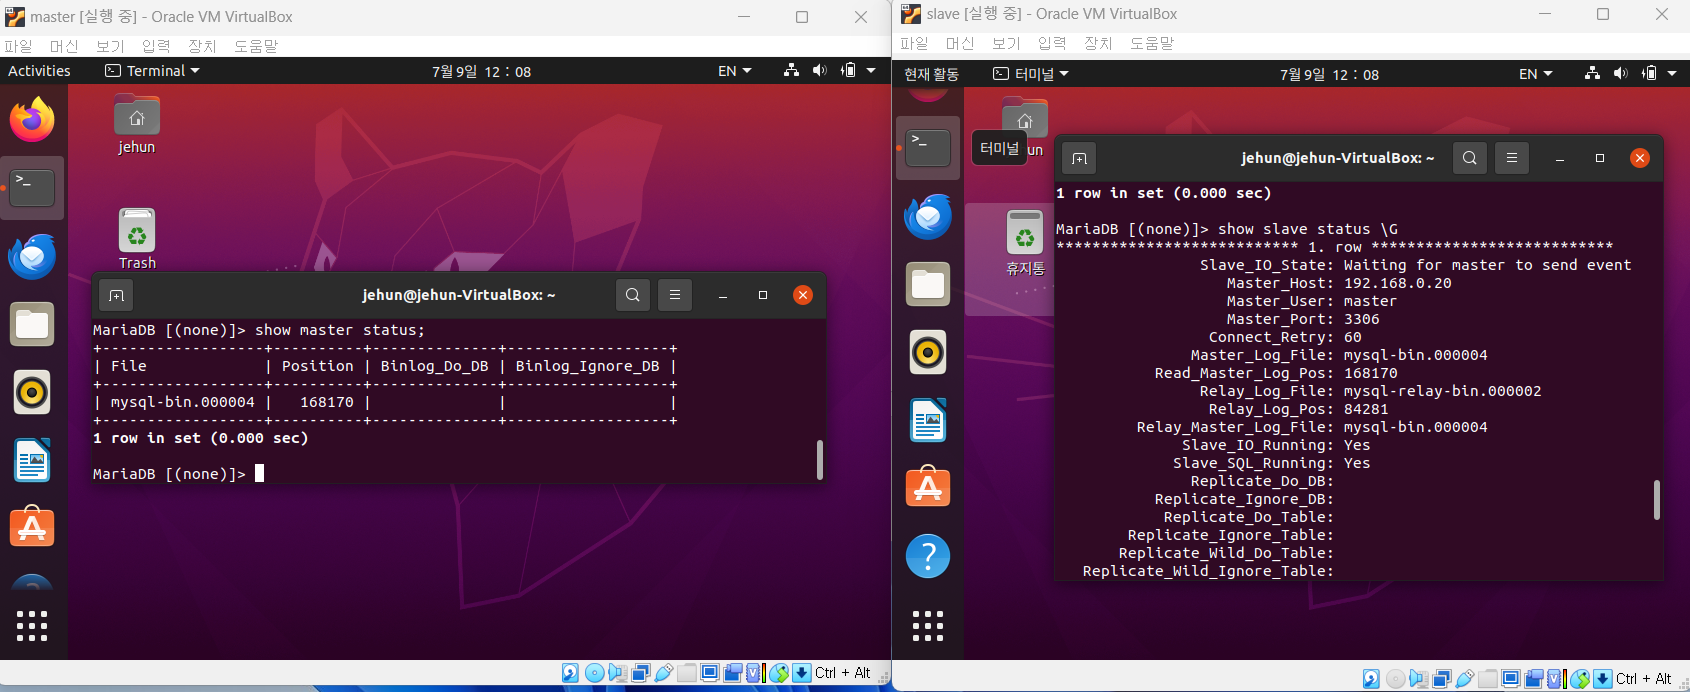 master [실행 중] - Oracle VM VirtualBox
파일 머신 보기 입력 장치 도움말
Activities Terminal 7월 9일 12 : 08 EN
jehun
Trash
jehun@jehun-VirtualBox: ~
MariaDB [(none)]> show master status;
+------------------+----------+--------------+------------------+
| File             | Position | Binlog_Do_DB | Binlog_Ignore_DB |
+------------------+----------+--------------+------------------+
| mysql-bin.000004 |   168170 |              |                  |
+------------------+----------+--------------+------------------+
1 row in set (0.000 sec)
MariaDB [(none)]>
Ctrl + Alt
slave [실행 중] - Oracle VM VirtualBox
파일 머신 보기 입력 장치 도움말
현재 활동 터미널 7월 9일 12 : 08 EN
터미널 un
휴지통
jehun@jehun-VirtualBox: ~
1 row in set (0.000 sec)
MariaDB [(none)]> show slave status \G
*************************** 1. row ***************************
Slave_IO_State: Waiting for master to send event
Master_Host: 192.168.0.20
Master_User: master
Master_Port: 3306
Connect_Retry: 60
Master_Log_File: mysql-bin.000004
Read_Master_Log_Pos: 168170
Relay_Log_File: mysql-relay-bin.000002
Relay_Log_Pos: 84281
Relay_Master_Log_File: mysql-bin.000004
Slave_IO_Running: Yes
Slave_SQL_Running: Yes
Replicate_Do_DB:
Replicate_Ignore_DB:
Replicate_Do_Table:
Replicate_Ignore_Table:
Replicate_Wild_Do_Table:
Replicate_Wild_Ignore_Table:
Ctrl + Alt